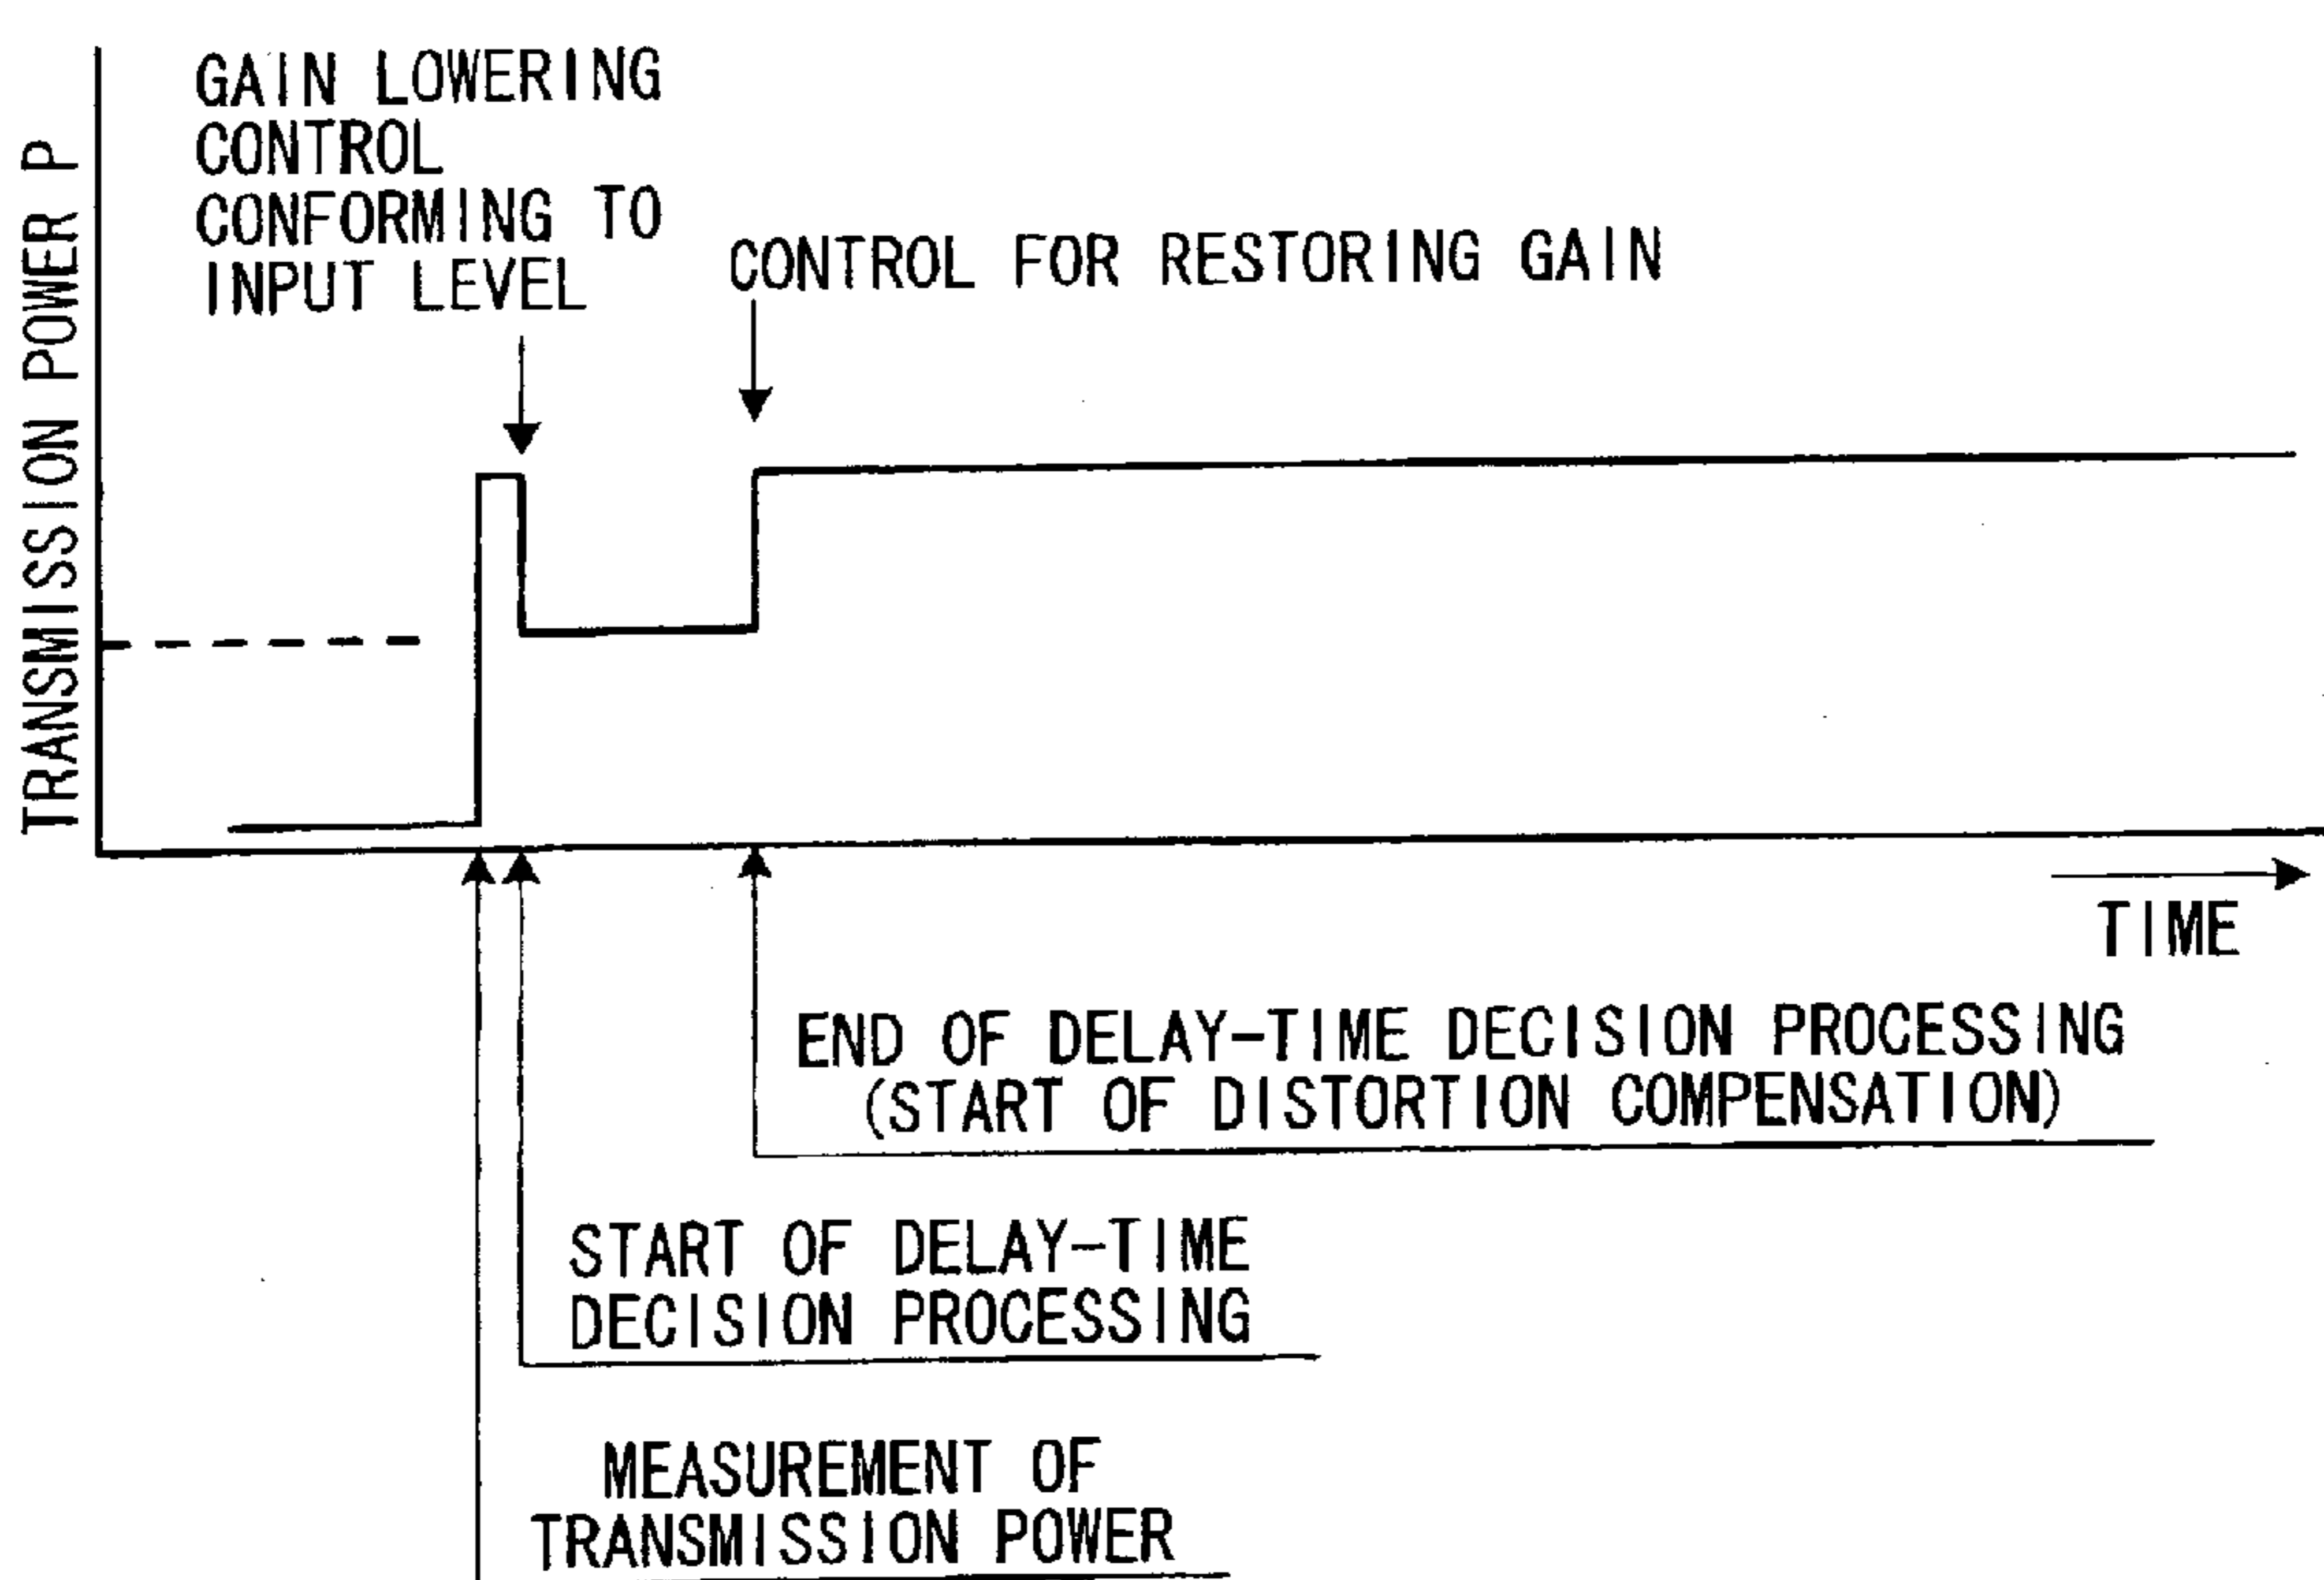 TRANSMISSION POWER P
GAIN LOWERING
CONTROL
CONFORMING TO
INPUT LEVEL
CONTROL FOR RESTORING GAIN
TIME
END OF DELAY-TIME DECISION PROCESSING
(START OF DISTORTION COMPENSATION)
START OF DELAY-TIME
DECISION PROCESSING
MEASUREMENT OF
TRANSMISSION POWER